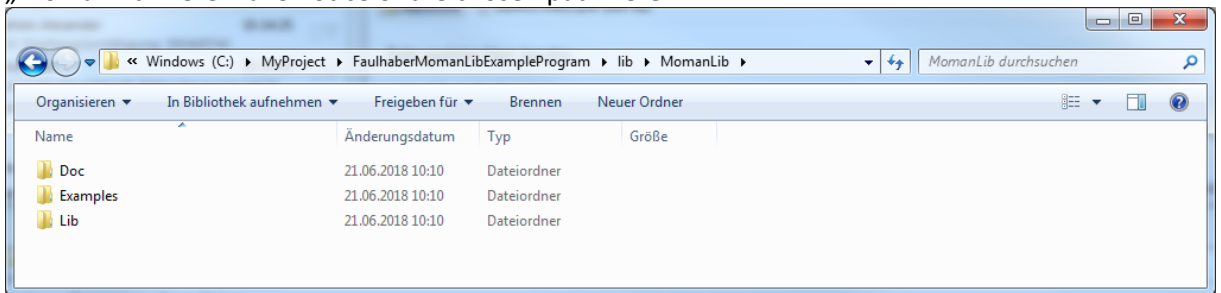 « Windows (C:) ▸ MyProject ▸ FaulhaberMomanLibExampleProgram ▸ lib ▸ MomanLib ▸ MomanLib durchsuchen
Organisieren In Bibliothek aufnehmen Freigeben für Brennen Neuer Ordner
Name Änderungsdatum Typ Größe
Doc 21.06.2018 10:10 Dateiordner
Examples 21.06.2018 10:10 Dateiordner
Lib 21.06.2018 10:10 Dateiordner